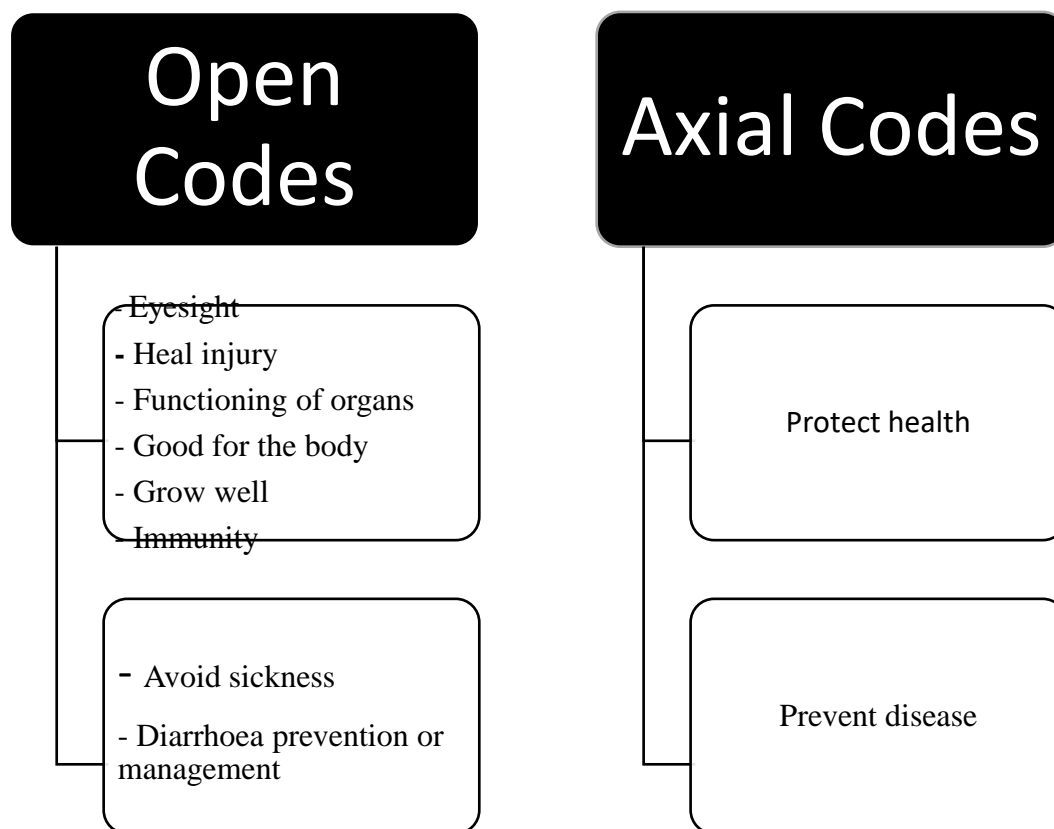 Open
Codes
- Eyesight
- Heal injury
- Functioning of organs
- Good for the body
- Grow well
- Immunity
- Avoid sickness
- Diarrhoea prevention or
management
Axial Codes
Protect health
Prevent disease